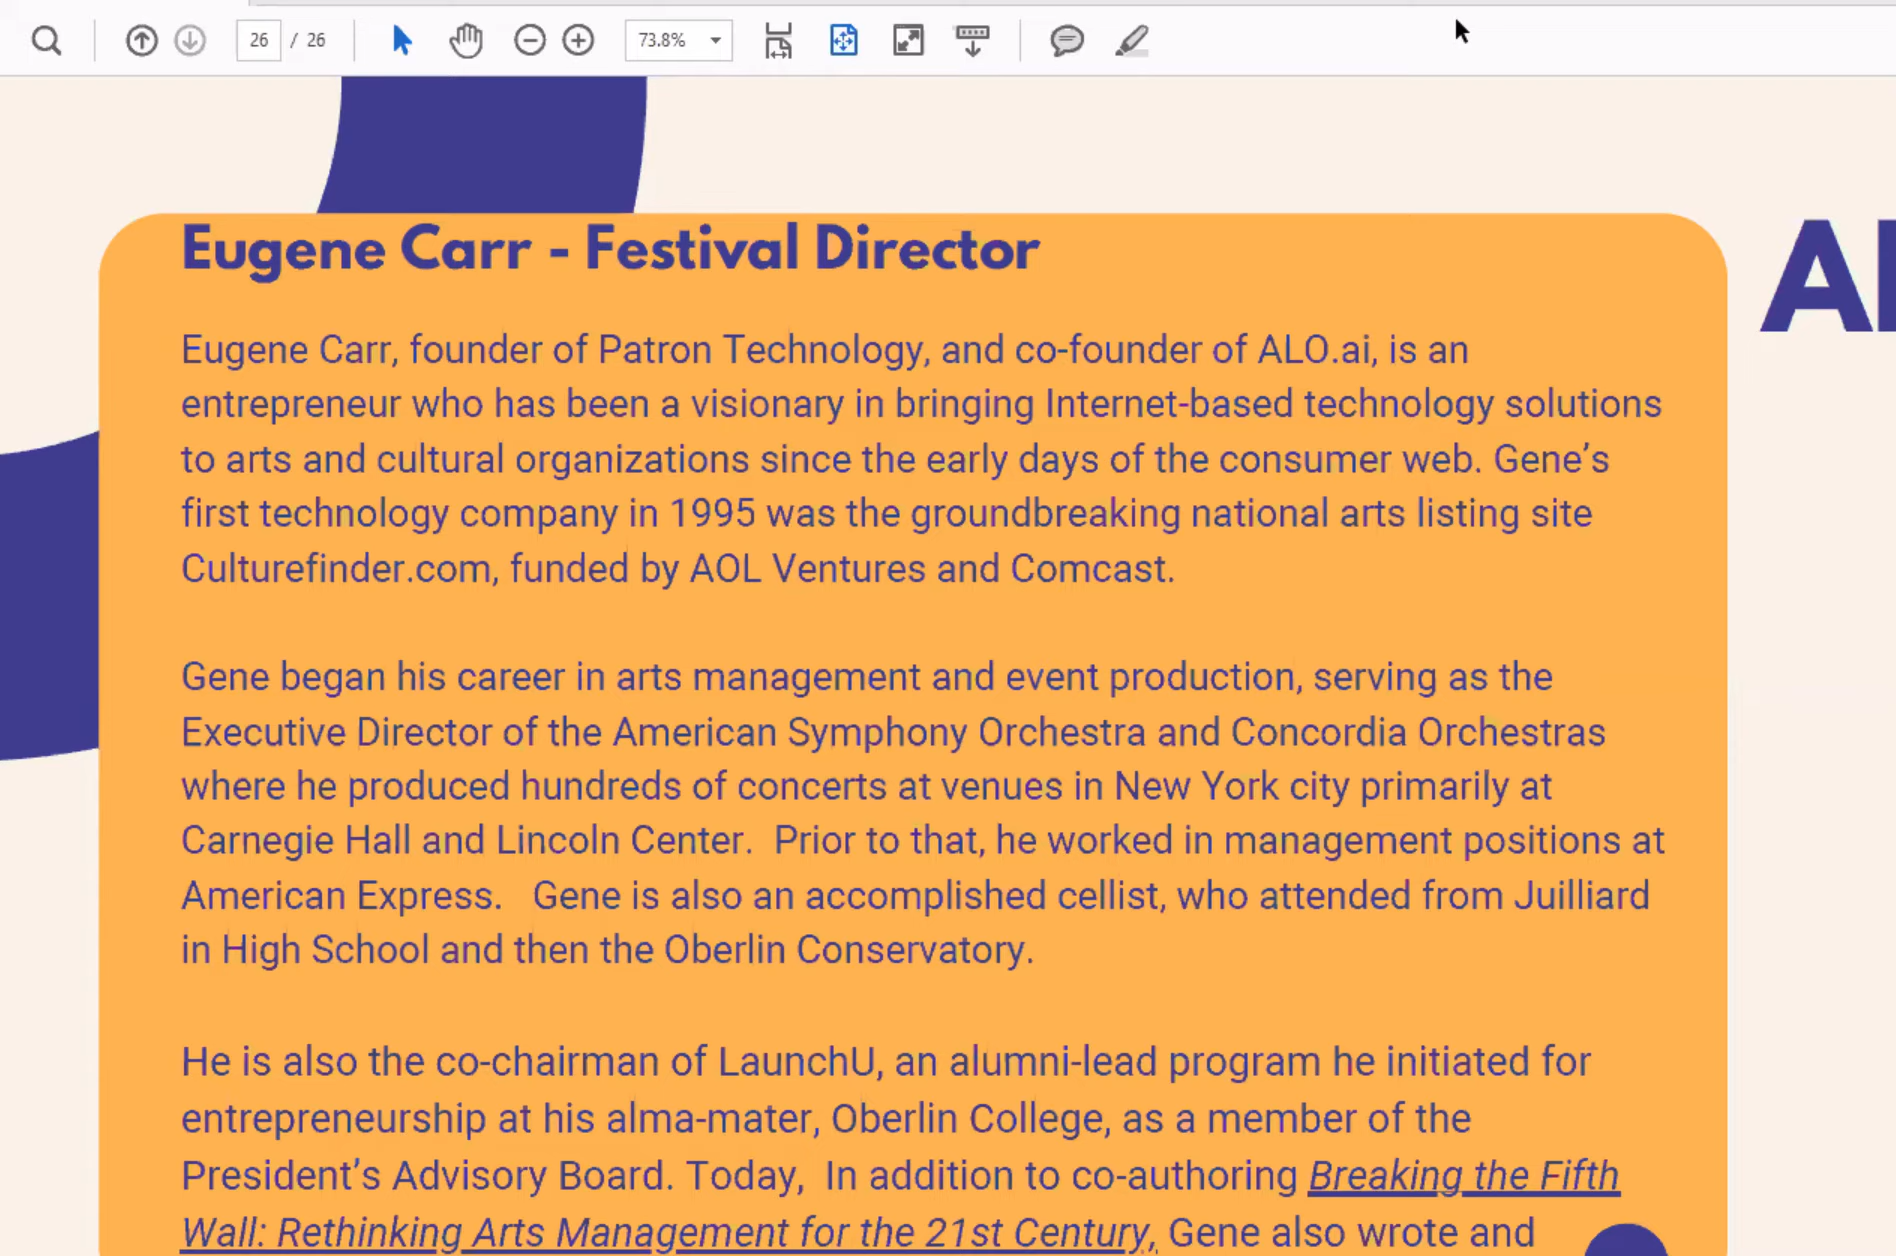 26 / 26
73.8%
Eugene Carr - Festival Director
Eugene Carr, founder of Patron Technology, and co-founder of ALO.ai, is an
entrepreneur who has been a visionary in bringing Internet-based technology solutions
to arts and cultural organizations since the early days of the consumer web. Gene’s
first technology company in 1995 was the groundbreaking national arts listing site
Culturefinder.com, funded by AOL Ventures and Comcast.
Gene began his career in arts management and event production, serving as the
Executive Director of the American Symphony Orchestra and Concordia Orchestras
where he produced hundreds of concerts at venues in New York city primarily at
Carnegie Hall and Lincoln Center.  Prior to that, he worked in management positions at
American Express.   Gene is also an accomplished cellist, who attended from Juilliard
in High School and then the Oberlin Conservatory.
He is also the co-chairman of LaunchU, an alumni-lead program he initiated for
entrepreneurship at his alma-mater, Oberlin College, as a member of the
President’s Advisory Board. Today,  In addition to co-authoring Breaking the Fifth
Wall: Rethinking Arts Management for the 21st Century, Gene also wrote and